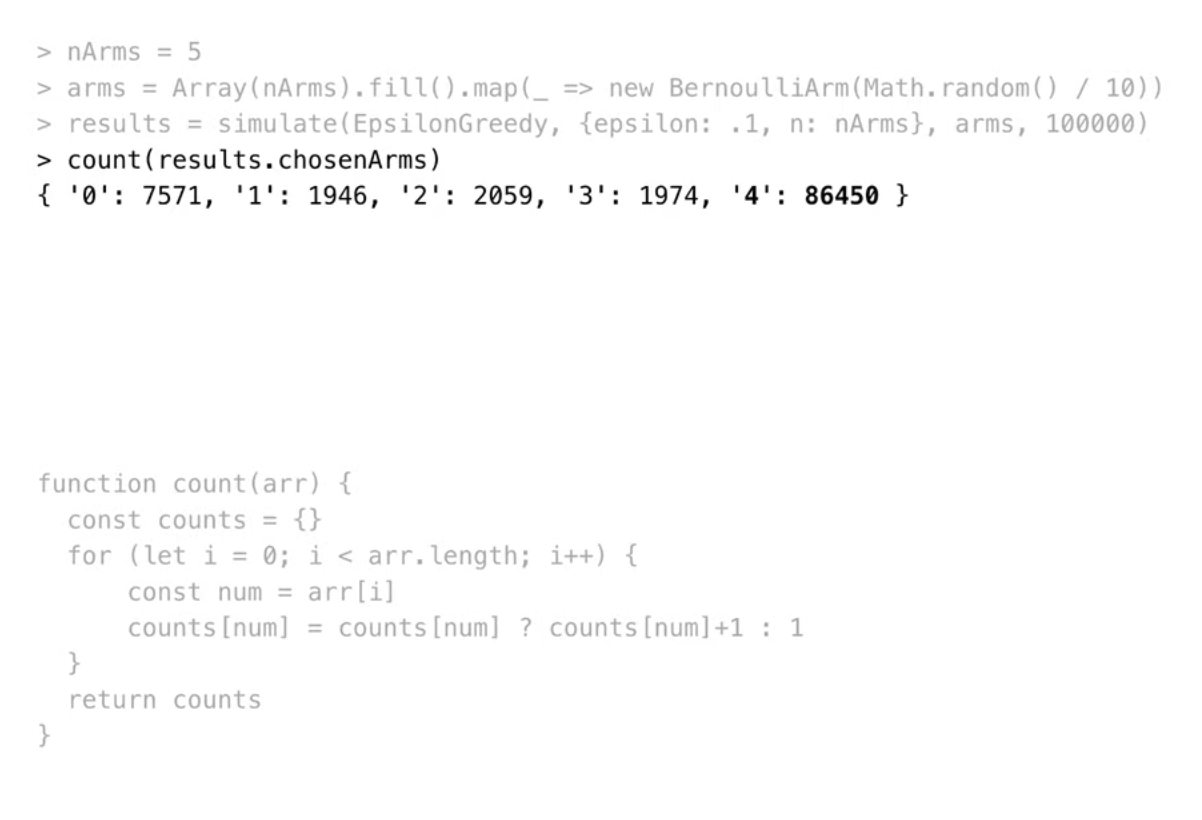 > nArms = 5
> arms = Array(nArms).fill().map(_ => new BernoulliArm(Math.random() / 10))
> results = simulate(EpsilonGreedy, {epsilon: .1, n: nArms}, arms, 100000)
> count(results.chosenArms)
{ '0': 7571, '1': 1946, '2': 2059, '3': 1974, '4': 86450 }
function count(arr) {
  const counts = {}
  for (let i = 0; i < arr.length; i++) {
      const num = arr[i]
      counts[num] = counts[num] ? counts[num]+1 : 1
  }
  return counts
}